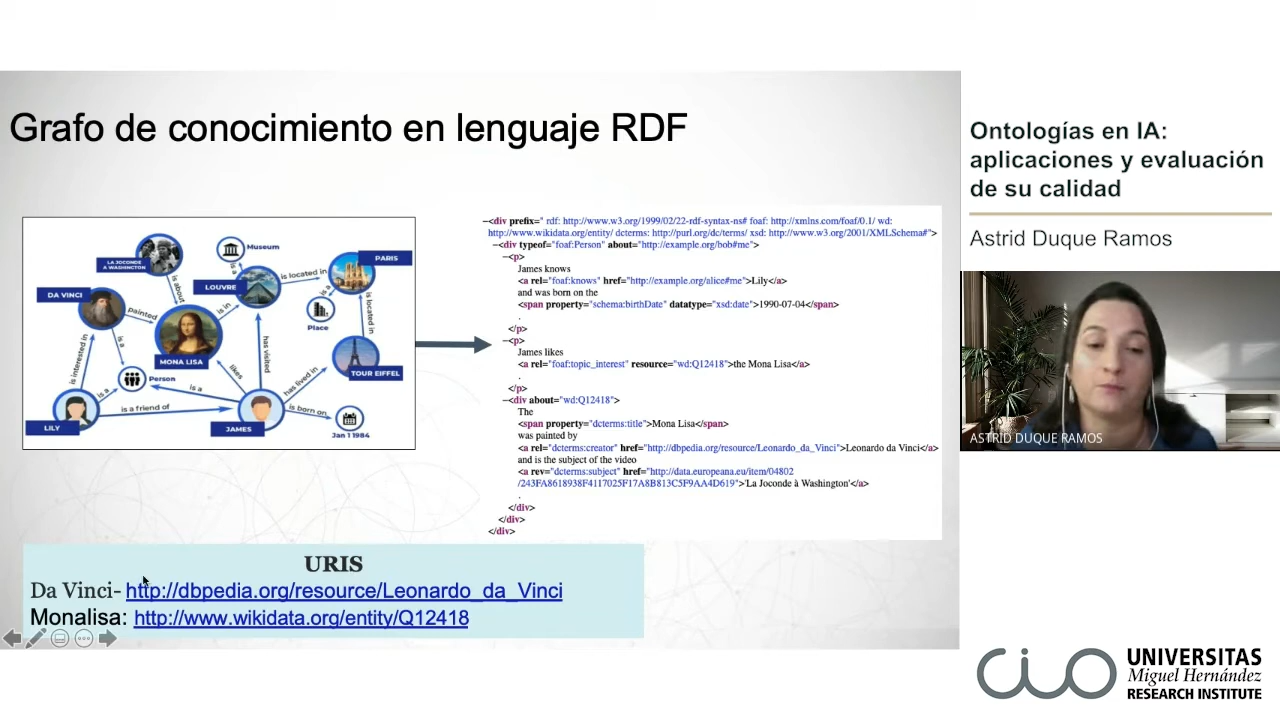 Grafo de conocimiento en lenguaje RDF
LA JOCONDE
A WASHINGTON
Museum
PARIS
is a
is located in
is about
LOUVRE
DA VINCI
is a
painted
is in
Place
is located in
is a
MONA LISA
has visited
is interested in
TOUR EIFFEL
Person
likes
is a
is a
has lived in
is a friend of
is born on
LILY
JAMES
Jan 1 1984
–<div prefix=" rdf: http://www.w3.org/1999/02/22-rdf-syntax-ns# foaf: http://xmlns.com/foaf/0.1/ wd:
http://www.wikidata.org/entity/ dcterms: http://purl.org/dc/terms/ xsd: http://www.w3.org/2001/XMLSchema#">
–<div typeof="foaf:Person" about="http://example.org/bob#me">
–<p>
James knows
<a rel="foaf:knows" href="http://example.org/alice#me">Lily</a>
and was born on the
<span property="schema:birthDate" datatype="xsd:date">1990-07-04</span>
.
</p>
–<p>
James likes
<a rel="foaf:topic_interest" resource="wd:Q12418">the Mona Lisa</a>
.
</p>
–<div about="wd:Q12418">
The
<span property="dcterms:title">Mona Lisa</span>
was painted by
<a rel="dcterms:creator" href="http://dbpedia.org/resource/Leonardo_da_Vinci">Leonardo da Vinci</a>
and is the subject of the video
<a rev="dcterms:subject" href="http://data.europeana.eu/item/04802
/243FA8618938F4117025F17A8B813C5F9AA4D619">'La Joconde à Washington'</a>
.
</div>
</div>
</div>
URIS
Da Vinci- http://dbpedia.org/resource/Leonardo_da_Vinci
Monalisa: http://www.wikidata.org/entity/Q12418
Ontologías en IA:
aplicaciones y evaluación
de su calidad
Astrid Duque Ramos
ASTRID DUQUE RAMOS
cio
UNIVERSITAS
Miguel Hernández
RESEARCH INSTITUTE